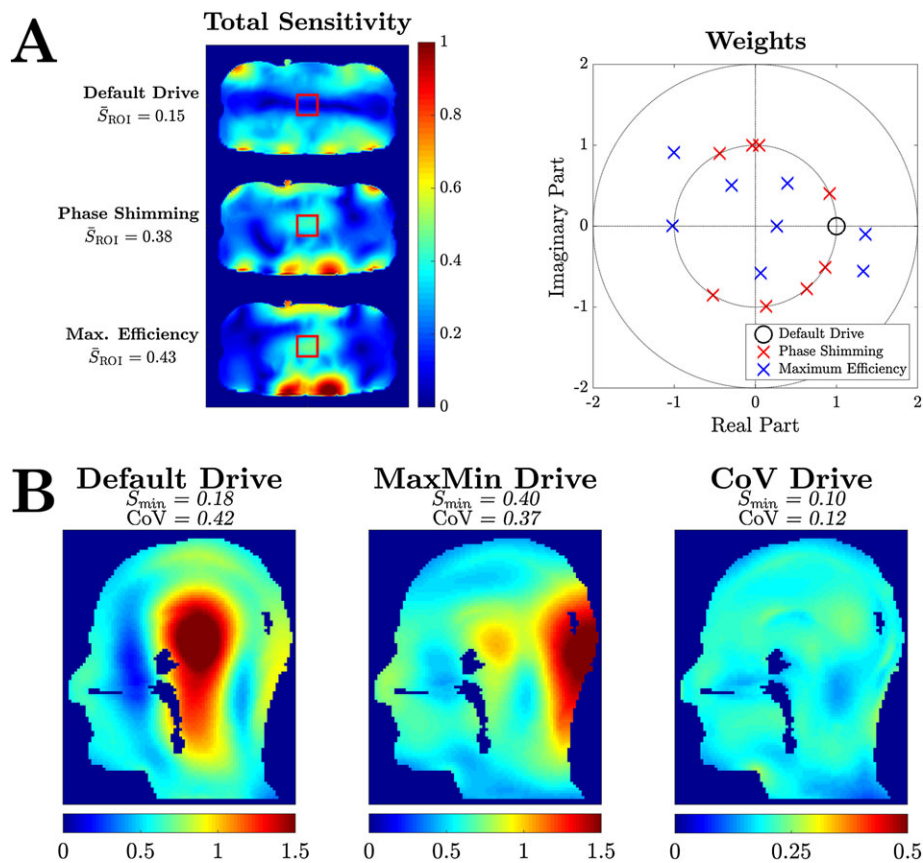 A
Total Sensitivity
Default Drive
S̄ROI = 0.15
Phase Shimming
S̄ROI = 0.38
Max. Efficiency
S̄ROI = 0.43
1
0.8
0.6
0.4
0.2
0
Weights
2
1
0
-1
-2
Imaginary Part
-2 -1 0 1 2
Real Part
Default Drive
Phase Shimming
Maximum Efficiency
B
Default Drive
Smin = 0.18
CoV = 0.42
0 0.5 1 1.5
MaxMin Drive
Smin = 0.40
CoV = 0.37
0 0.5 1 1.5
CoV Drive
Smin = 0.10
CoV = 0.12
0 0.25 0.5